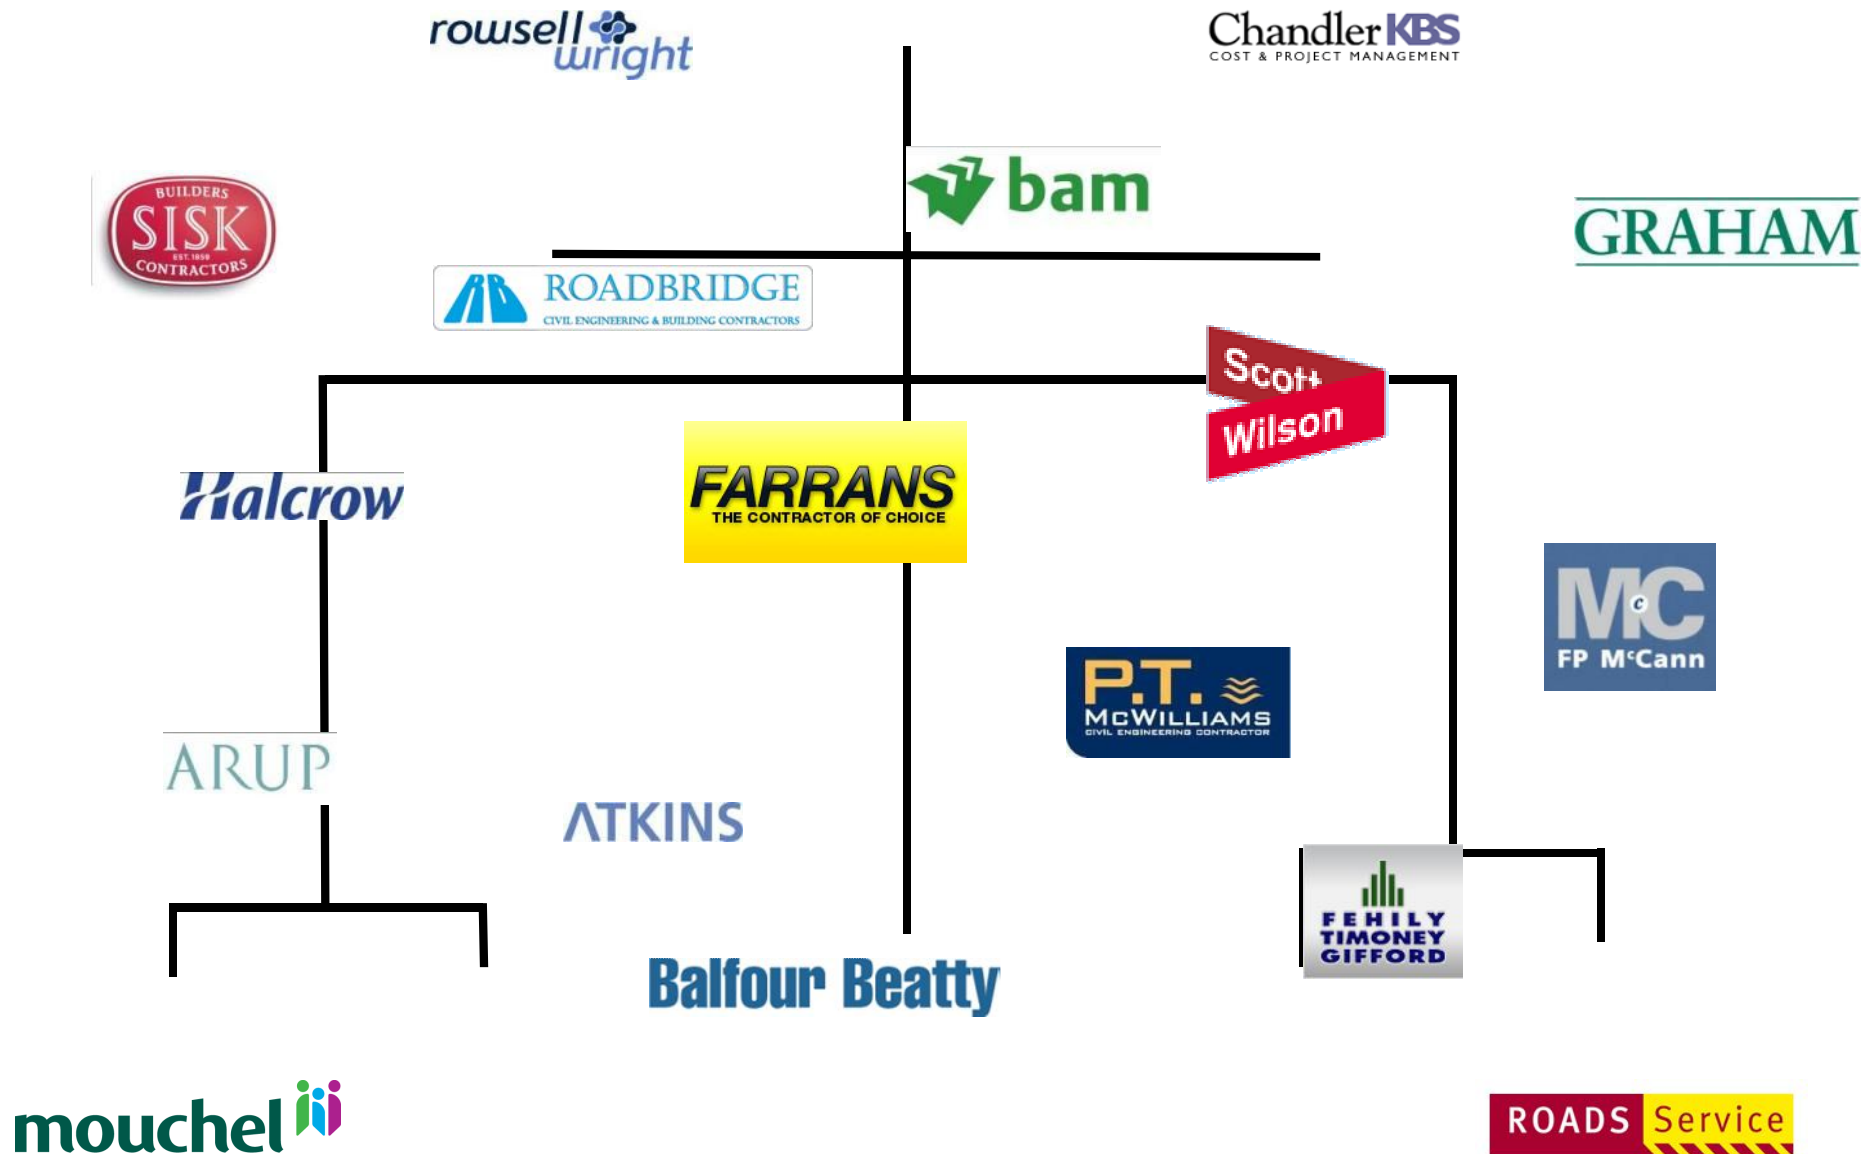 rowsell
wright
Chandler KBS
COST & PROJECT MANAGEMENT
bam
BUILDERS
SISK
EST. 1859
CONTRACTORS
GRAHAM
ROADBRIDGE
CIVIL ENGINEERING & BUILDING CONTRACTORS
Scott
Wilson
Halcrow
FARRANS
THE CONTRACTOR OF CHOICE
McC
FP McCann
P.T.
McWILLIAMS
CIVIL ENGINEERING CONTRACTOR
ARUP
ATKINS
FEHILY
TIMONEY
GIFFORD
Balfour Beatty
mouchel
ROADS Service